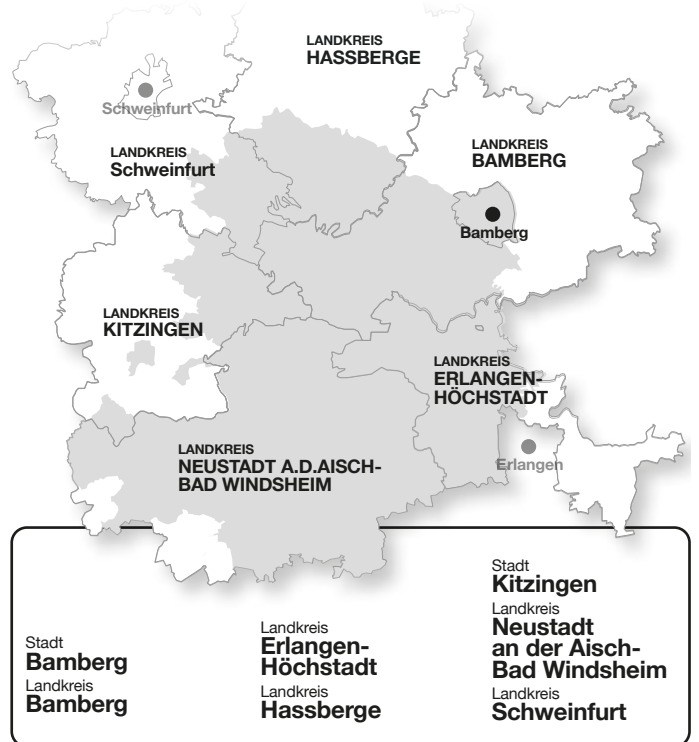 LANDKREIS
HASSBERGE
Schweinfurt
LANDKREIS
Schweinfurt
LANDKREIS
BAMBERG
Bamberg
LANDKREIS
KITZINGEN
LANDKREIS
ERLANGEN-
HÖCHSTADT
LANDKREIS
NEUSTADT A.D.AISCH-
BAD WINDSHEIM
Erlangen
Stadt
Bamberg
Landkreis
Bamberg
Landkreis
Erlangen-
Höchstadt
Landkreis
Hassberge
Stadt
Kitzingen
Landkreis
Neustadt
an der Aisch-
Bad Windsheim
Landkreis
Schweinfurt